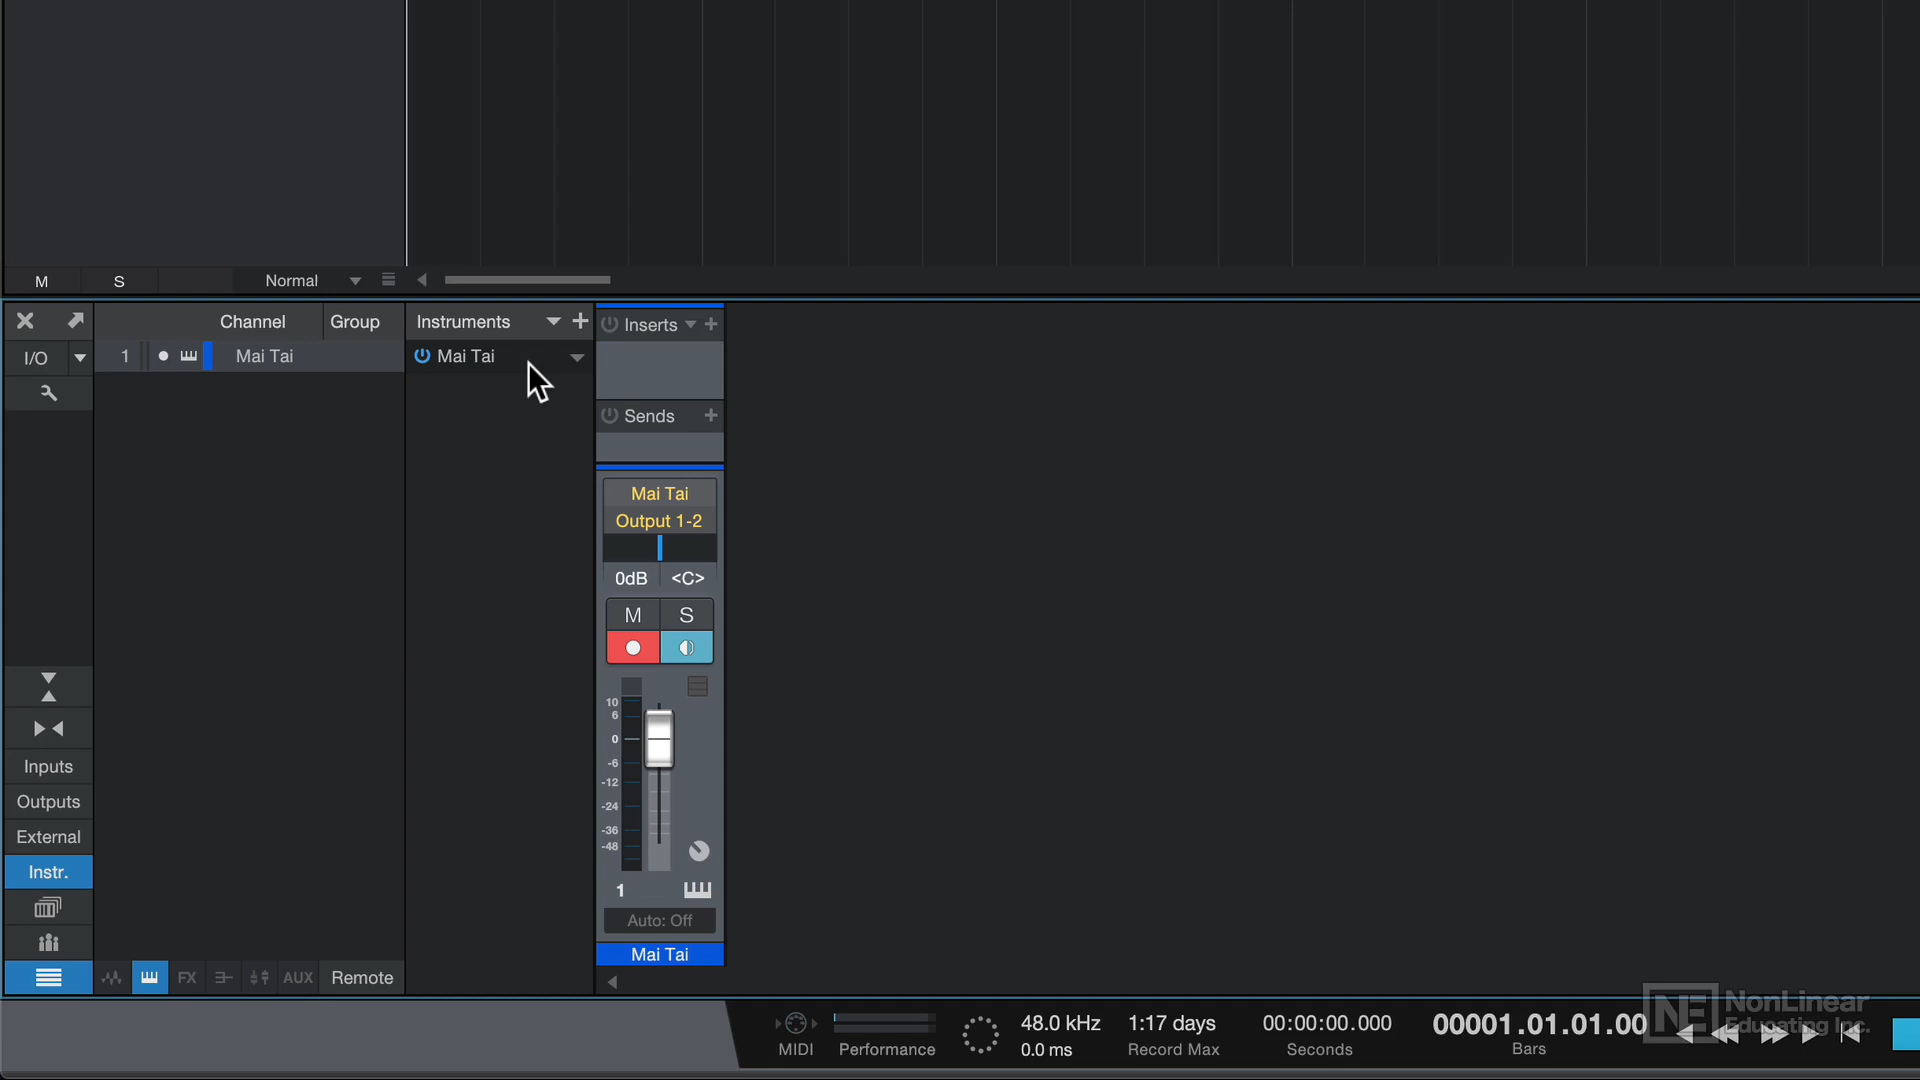 M S Normal
Channel Group Instruments Inserts
I/O 1 Mai Tai Mai Tai
Sends
Mai Tai
Output 1-2
0dB <C>
M S
10
6
0
-6
-12
-24
-36
-48
Inputs
Outputs
External
Instr.
1
Auto: Off
Mai Tai
FX AUX Remote
MIDI
Performance
48.0 kHz
0.0 ms
1:17 days
Record Max
00:00:00.000
Seconds
00001.01.01.00
Bars
NE NonLinear
Educating Inc.